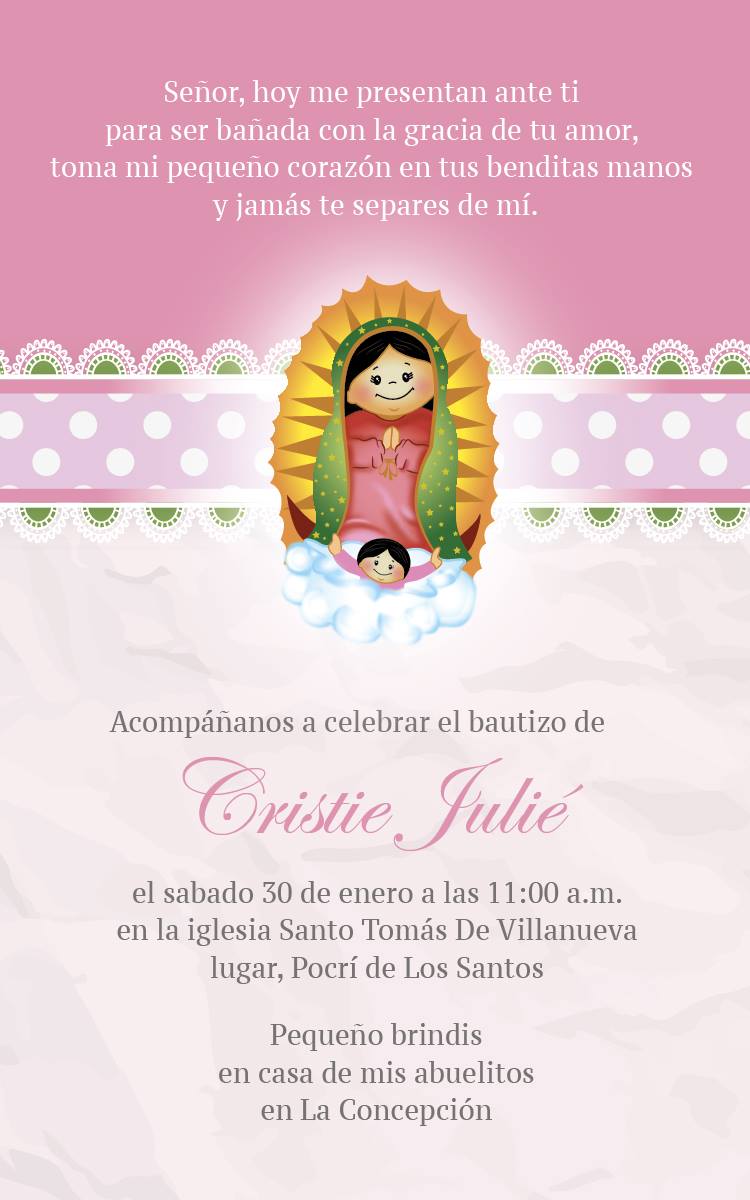 Señor, hoy me presentan ante ti
para ser bañada con la gracia de tu amor,
toma mi pequeño corazón en tus benditas manos
y jamás te separes de mí.
Acompáñanos a celebrar el bautizo de
Cristie Julié
el sabado 30 de enero a las 11:00 a.m.
en la iglesia Santo Tomás De Villanueva
lugar, Pocrí de Los Santos
Pequeño brindis
en casa de mis abuelitos
en La Concepción